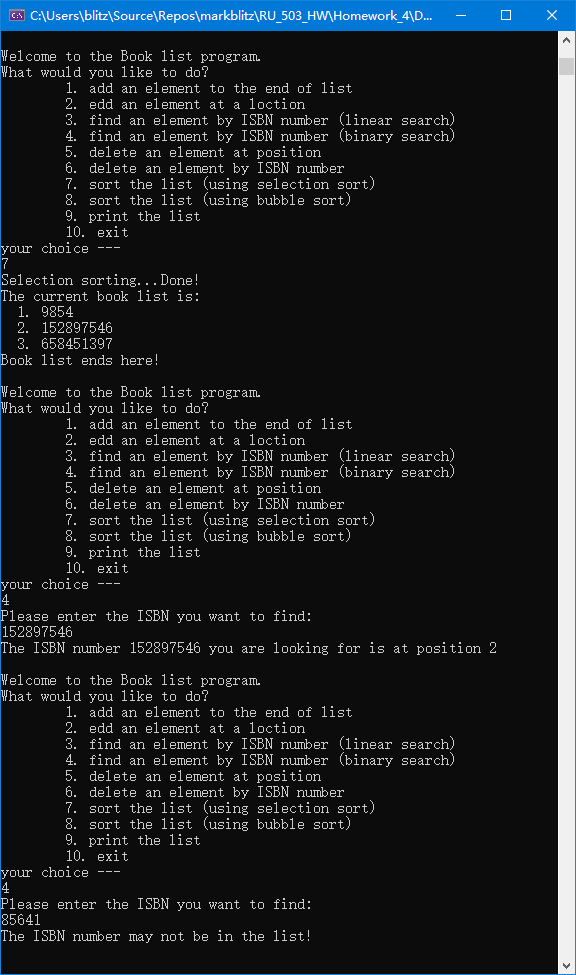 C:\Users\blitz\Source\Repos\markblitz\RU_503_HW\Homework_4\D...
Welcome to the Book list program.
What would you like to do?
1. add an element to the end of list
2. edd an element at a loction
3. find an element by ISBN number (linear search)
4. find an element by ISBN number (binary search)
5. delete an element at position
6. delete an element by ISBN number
7. sort the list (using selection sort)
8. sort the list (using bubble sort)
9. print the list
10. exit
your choice ---
7
Selection sorting...Done!
The current book list is:
1. 9854
2. 152897546
3. 658451397
Book list ends here!
Welcome to the Book list program.
What would you like to do?
1. add an element to the end of list
2. edd an element at a loction
3. find an element by ISBN number (linear search)
4. find an element by ISBN number (binary search)
5. delete an element at position
6. delete an element by ISBN number
7. sort the list (using selection sort)
8. sort the list (using bubble sort)
9. print the list
10. exit
your choice ---
4
Please enter the ISBN you want to find:
152897546
The ISBN number 152897546 you are looking for is at position 2
Welcome to the Book list program.
What would you like to do?
1. add an element to the end of list
2. edd an element at a loction
3. find an element by ISBN number (linear search)
4. find an element by ISBN number (binary search)
5. delete an element at position
6. delete an element by ISBN number
7. sort the list (using selection sort)
8. sort the list (using bubble sort)
9. print the list
10. exit
your choice ---
4
Please enter the ISBN you want to find:
85641
The ISBN number may not be in the list!